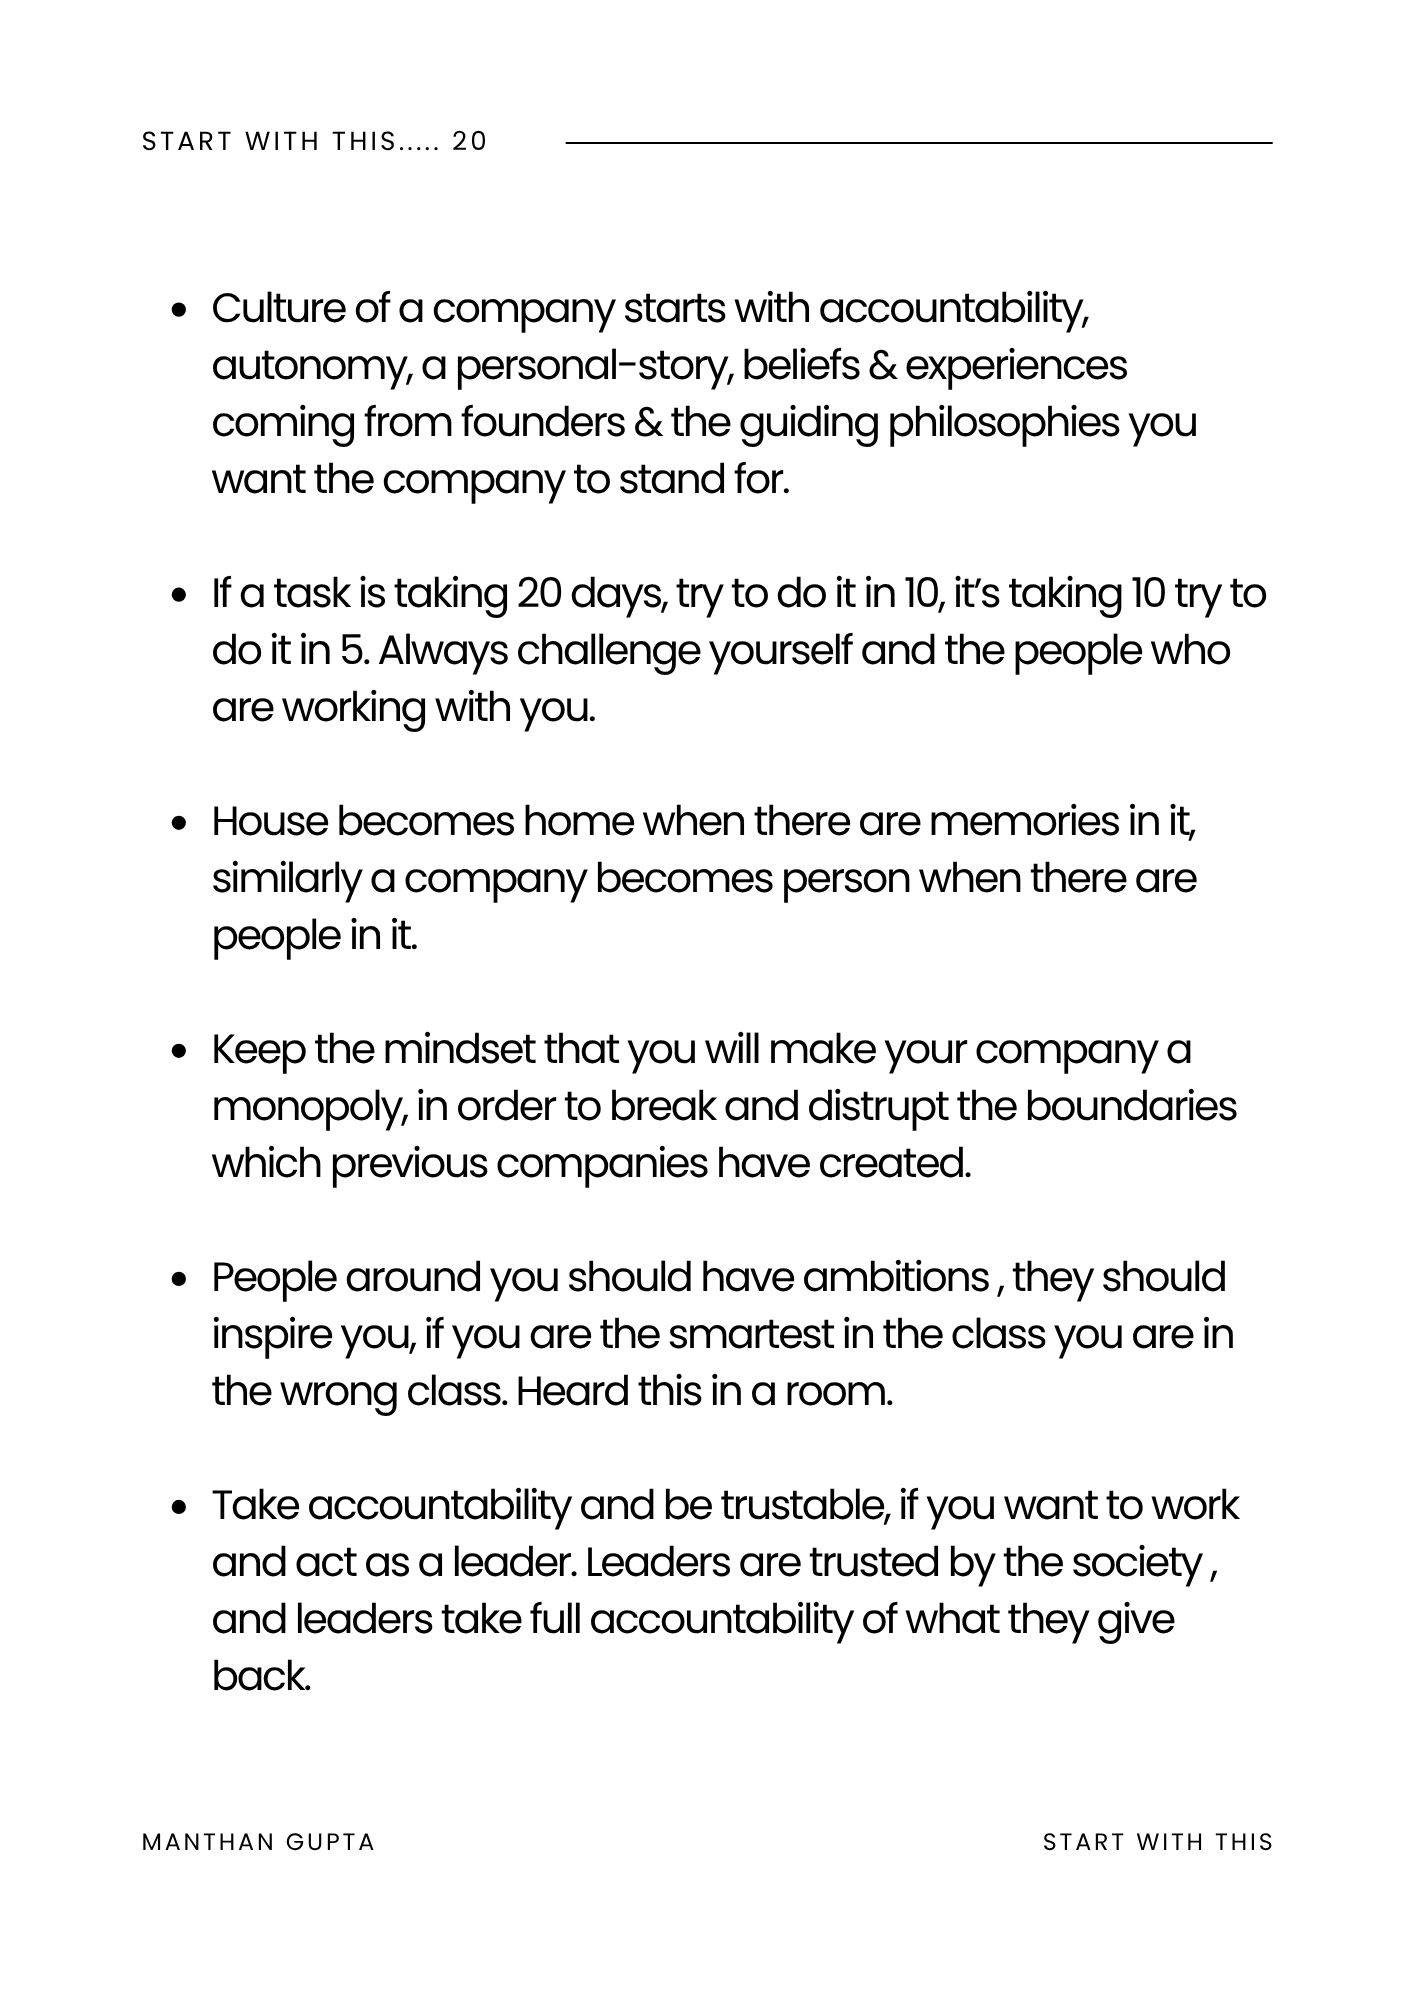 START WITH THIS..... 20
• Culture of a company starts with accountability,
autonomy, a personal-story, beliefs & experiences
coming from founders & the guiding philosophies you
want the company to stand for.
• If a task is taking 20 days, try to do it in 10, it’s taking 10 try to
do it in 5. Always challenge yourself and the people who
are working with you.
• House becomes home when there are memories in it,
similarly a company becomes person when there are
people in it.
• Keep the mindset that you will make your company a
monopoly, in order to break and distrupt the boundaries
which previous companies have created.
• People around you should have ambitions , they should
inspire you, if you are the smartest in the class you are in
the wrong class. Heard this in a room.
• Take accountability and be trustable, if you want to work
and act as a leader. Leaders are trusted by the society ,
and leaders take full accountability of what they give
back.
MANTHAN GUPTA
START WITH THIS